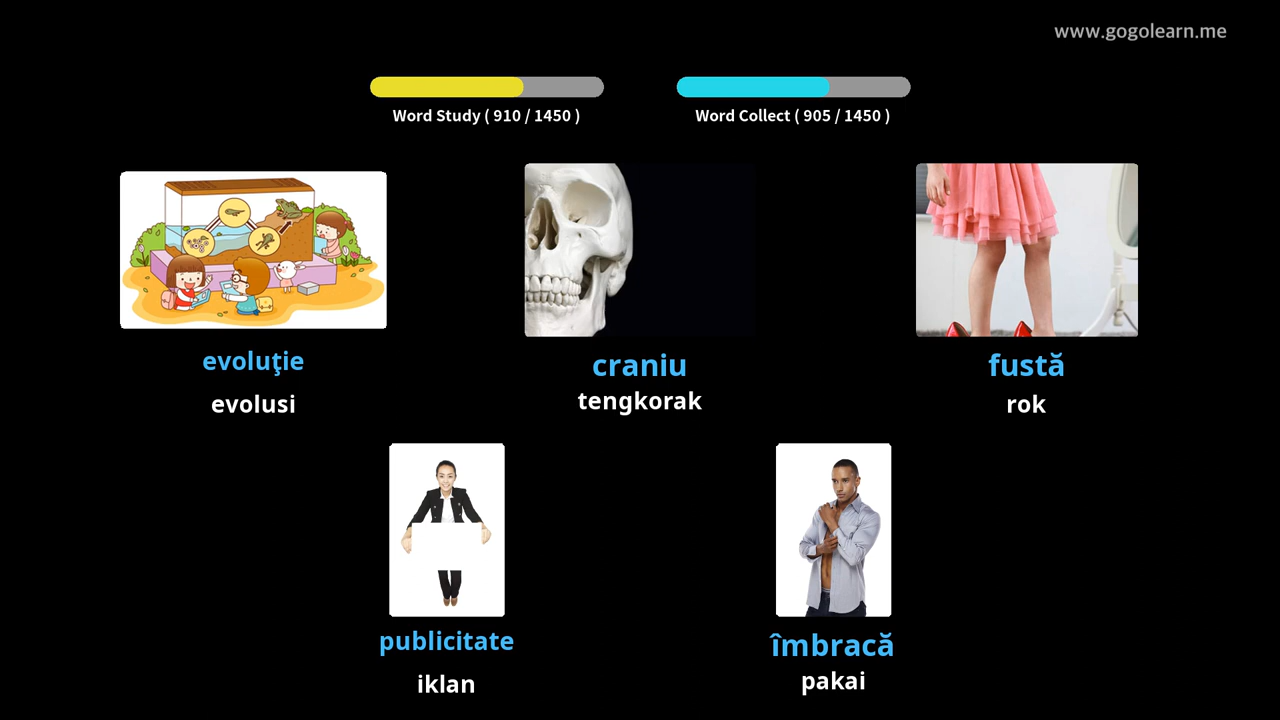 www.gogolearn.me
Word Study ( 910 / 1450 )
Word Collect ( 905 / 1450 )
evoluţie
evolusi
craniu
tengkorak
fustă
rok
publicitate
iklan
îmbracă
pakai